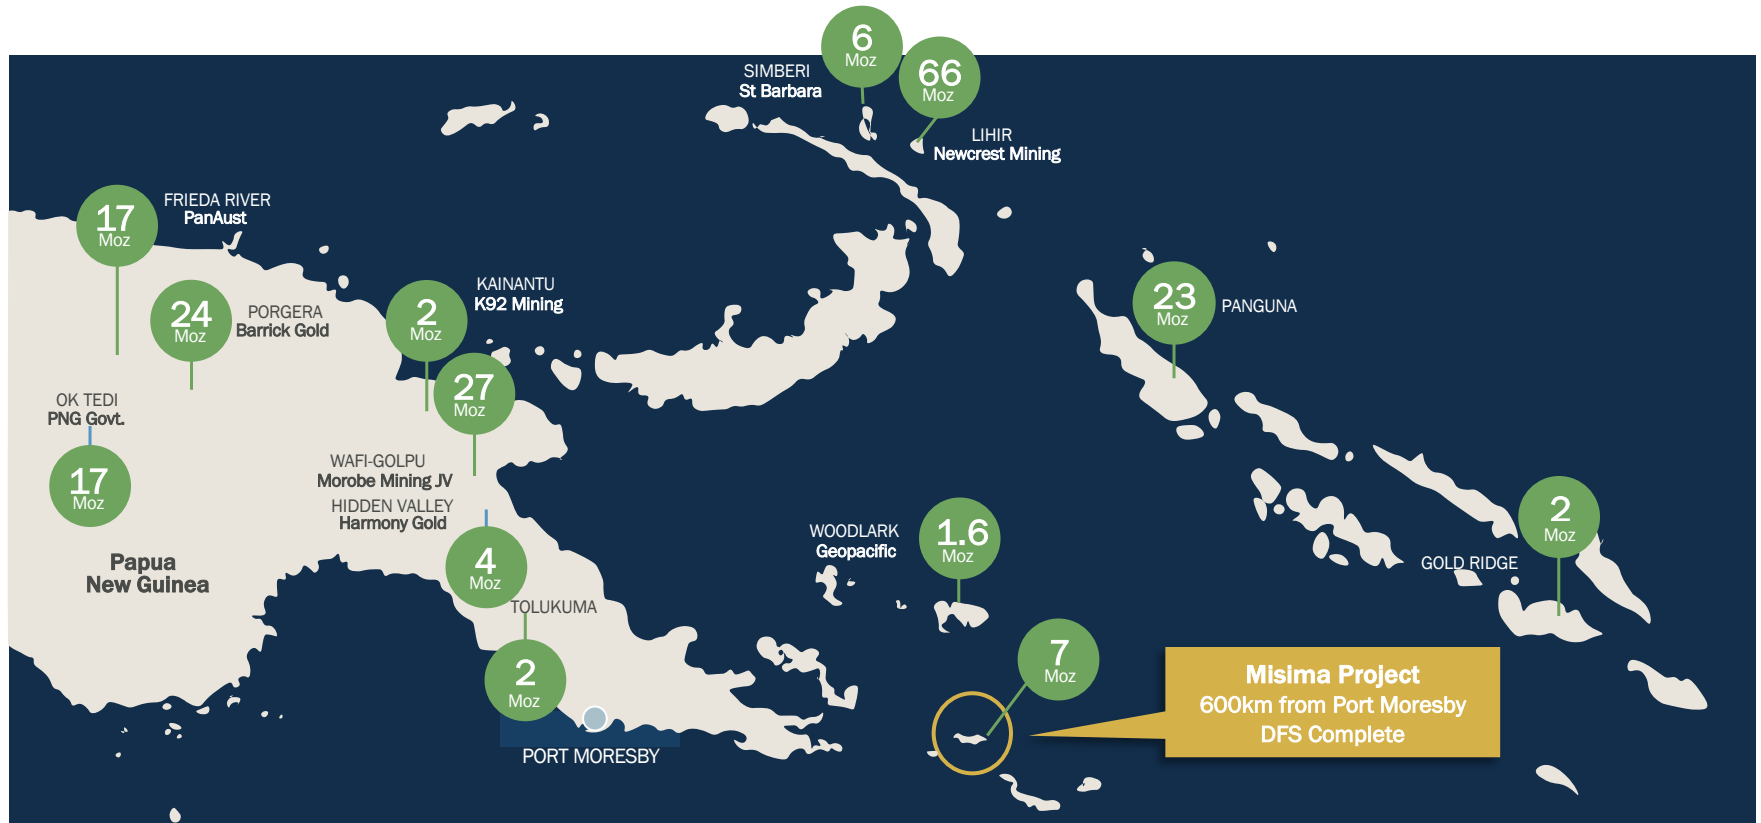 6
Moz
SIMBERI
St Barbara
66
Moz
LIHIR
Newcrest Mining
17
Moz
FRIEDA RIVER
PanAust
24
Moz
PORGERA
Barrick Gold
2
Moz
KAINANTU
K92 Mining
23
Moz
PANGUNA
27
Moz
OK TEDI
PNG Govt.
17
Moz
WAFI-GOLPU
Morobe Mining JV
HIDDEN VALLEY
Harmony Gold
4
Moz
WOODLARK
Geopacific
1.6
Moz
2
Moz
GOLD RIDGE
Papua
New Guinea
TOLUKUMA
2
Moz
7
Moz
Misima Project
600km from Port Moresby
DFS Complete
PORT MORESBY